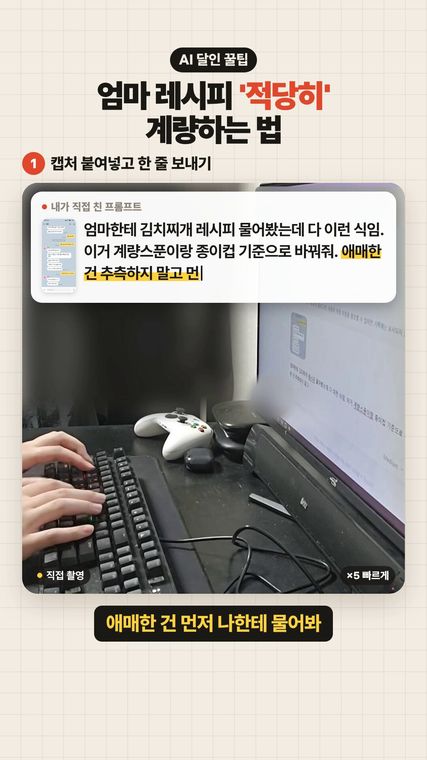 AI 달인 꿀팁
엄마 레시피 '적당히'
계량하는 법
1 캡처 붙여넣고 한 줄 보내기
내가 직접 친 프롬프트
엄마한테 김치찌개 레시피 물어봤는데 다 이런 식임.
이거 계량스푼이랑 종이컵 기준으로 바꿔줘. 애매한
건 추측하지 말고 먼
직접 촬영
×5 빠르게
애매한 건 먼저 나한테 물어봐